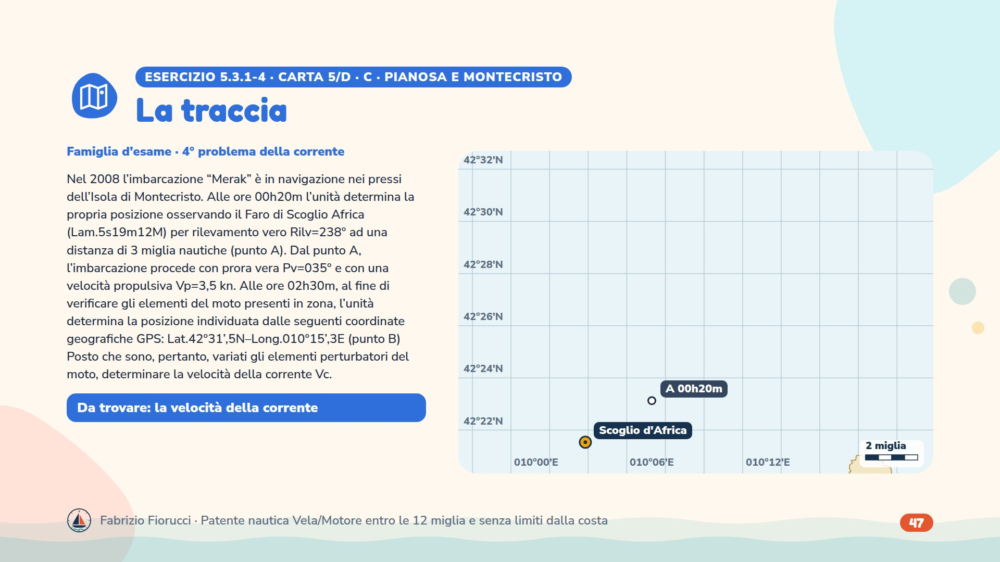 ESERCIZIO 5.3.1-4 · CARTA 5/D · C · PIANOSA E MONTECRISTO
La traccia
Famiglia d'esame · 4° problema della corrente
Nel 2008 l’imbarcazione “Merak” è in navigazione nei pressi
dell’Isola di Montecristo. Alle ore 00h20m l’unità determina la
propria posizione osservando il Faro di Scoglio Africa
(Lam.5s19m12M) per rilevamento vero Rilv=238° ad una
distanza di 3 miglia nautiche (punto A). Dal punto A,
l’imbarcazione procede con prora vera Pv=035° e con una
velocità propulsiva Vp=3,5 kn. Alle ore 02h30m, al fine di
verificare gli elementi del moto presenti in zona, l’unità
determina la posizione individuata dalle seguenti coordinate
geografiche GPS: Lat.42°31’,5N–Long.010°15’,3E (punto B)
Posto che sono, pertanto, variati gli elementi perturbatori del
moto, determinare la velocità della corrente Vc.
Da trovare: la velocità della corrente
42°32'N
42°30'N
42°28'N
42°26'N
42°24'N
A 00h20m
42°22'N
Scoglio d'Africa
2 miglia
010°00'E
010°06'E
010°12'E
Fabrizio Fiorucci · Patente nautica Vela/Motore entro le 12 miglia e senza limiti dalla costa
47